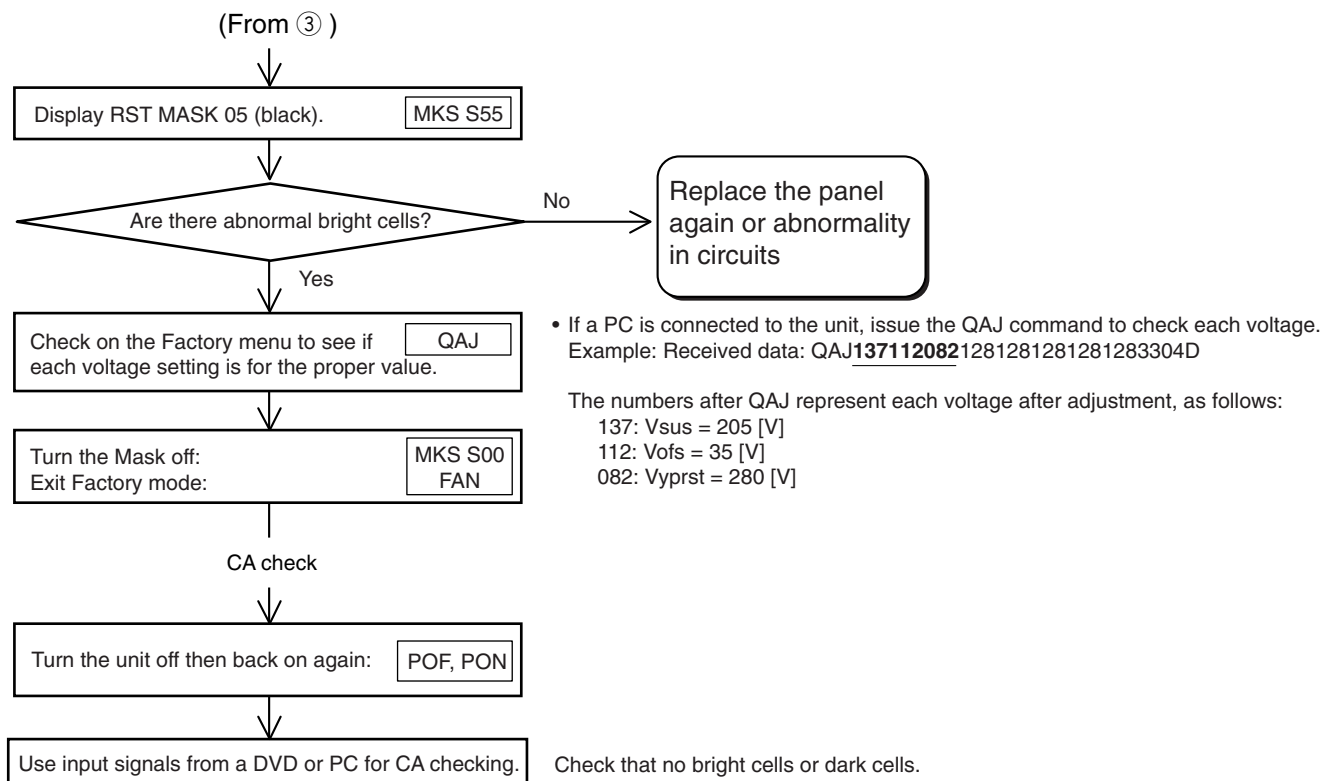 (From ③ )
Display RST MASK 05 (black).
MKS S55
Are there abnormal bright cells?
No
Replace the panel
again or abnormality
in circuits
Yes
Check on the Factory menu to see if
each voltage setting is for the proper value.
QAJ
• If a PC is connected to the unit, issue the QAJ command to check each voltage.
Example: Received data: QAJ1371120821281281281281283304D
The numbers after QAJ represent each voltage after adjustment, as follows:
137: Vsus = 205 [V]
112: Vofs = 35 [V]
082: Vyprst = 280 [V]
Turn the Mask off:
Exit Factory mode:
MKS S00
FAN
CA check
Turn the unit off then back on again:
POF, PON
Use input signals from a DVD or PC for CA checking.
Check that no bright cells or dark cells.